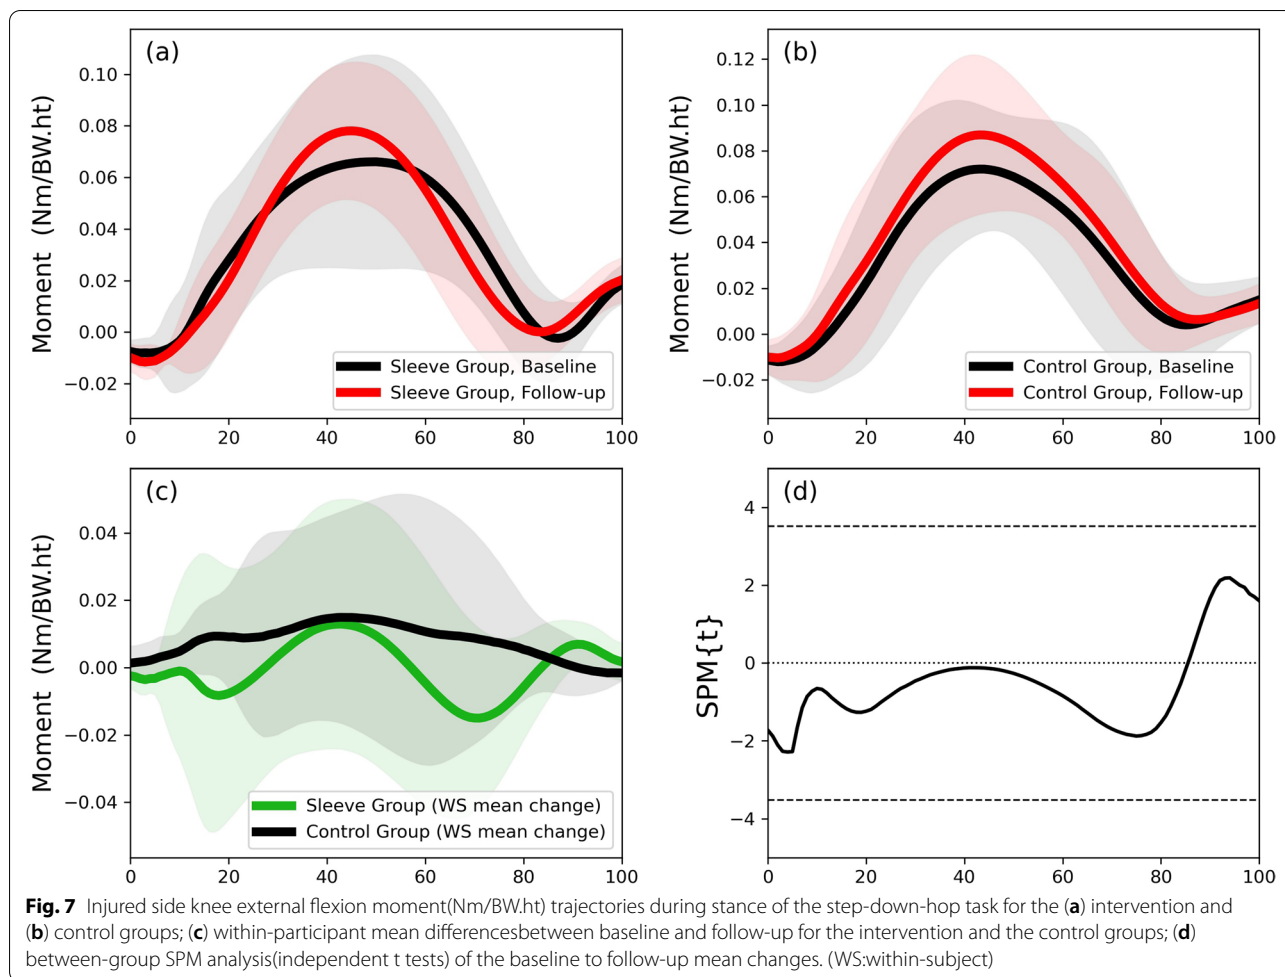 (a)
0.10
0.08
0.06
0.04
0.02
0.00
−0.02
Moment (Nm/BW.ht)
Sleeve Group, Baseline
Sleeve Group, Follow-up
0 20 40 60 80 100
(b)
0.12
0.10
0.08
0.06
0.04
0.02
0.00
−0.02
Moment (Nm/BW.ht)
Control Group, Baseline
Control Group, Follow-up
0 20 40 60 80 100
(c)
0.04
0.02
0.00
−0.02
−0.04
Moment (Nm/BW.ht)
Sleeve Group (WS mean change)
Control Group (WS mean change)
0 20 40 60 80 100
(d)
4
2
0
−2
−4
SPM{t}
0 20 40 60 80 100
Fig. 7 Injured side knee external flexion moment(Nm/BW.ht) trajectories during stance of the step-down-hop task for the (a) intervention and
(b) control groups; (c) within-participant mean differencesbetween baseline and follow-up for the intervention and the control groups; (d)
between-group SPM analysis(independent t tests) of the baseline to follow-up mean changes. (WS:within-subject)